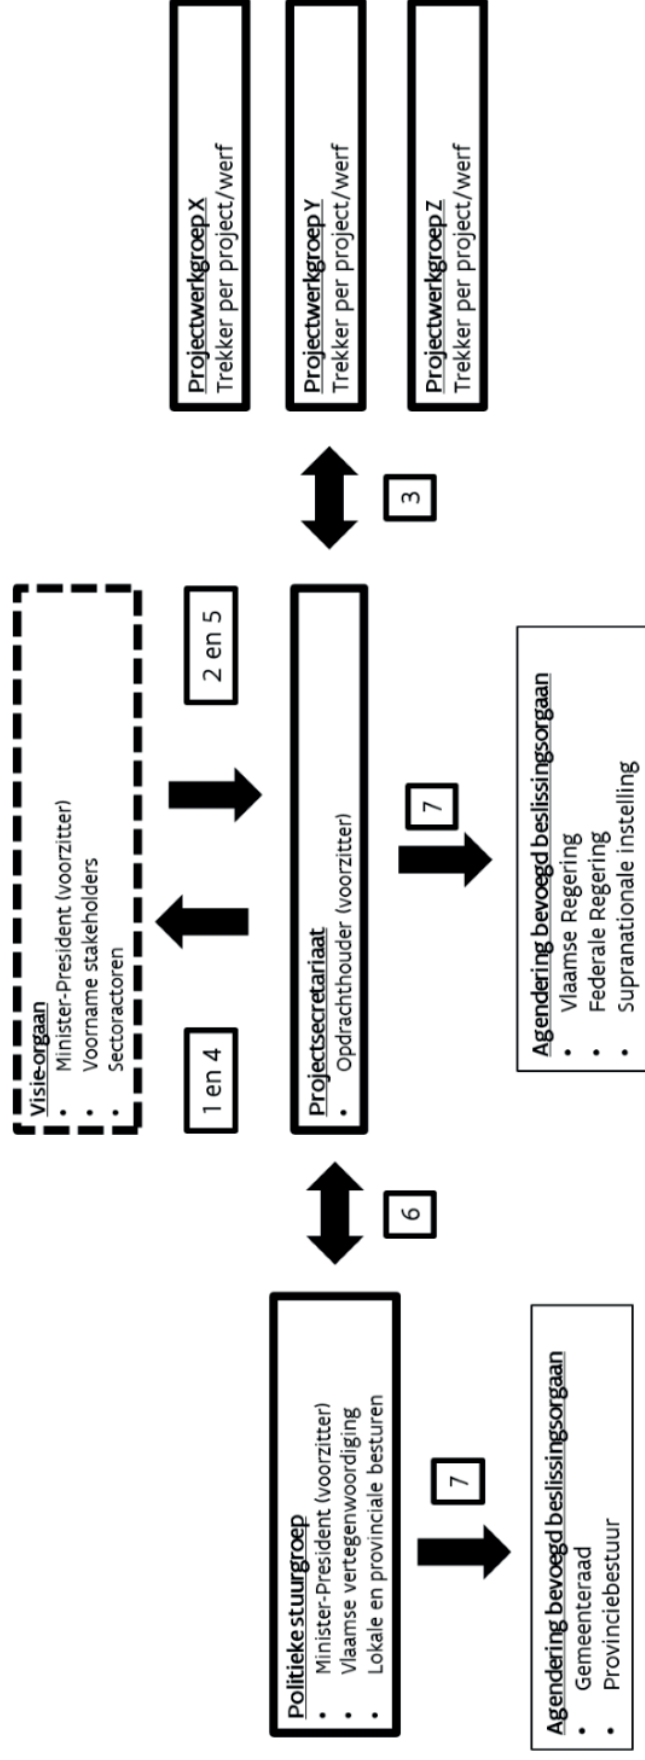 Visie-orgaan
• Minister-President (voorzitter)
• Voorname stakeholders
• Sectoractoren
1 en 4
2 en 5
Politieke stuurgroep
• Minister-President (voorzitter)
• Vlaamse vertegenwoordiging
• Lokale en provinciale besturen
6
Projectsecretariaat
• Opdrachthouder (voorzitter)
3
Projectwerkgroep X
Trekker per project/werf
Projectwerkgroep Y
Trekker per project/werf
Projectwerkgroep Z
Trekker per project/werf
7
7
Agendering bevoegd beslissingsorgaan
• Gemeenteraad
• Provinciebestuur
Agendering bevoegd beslissingsorgaan
• Vlaamse Regering
• Federale Regering
• Supranationale instelling